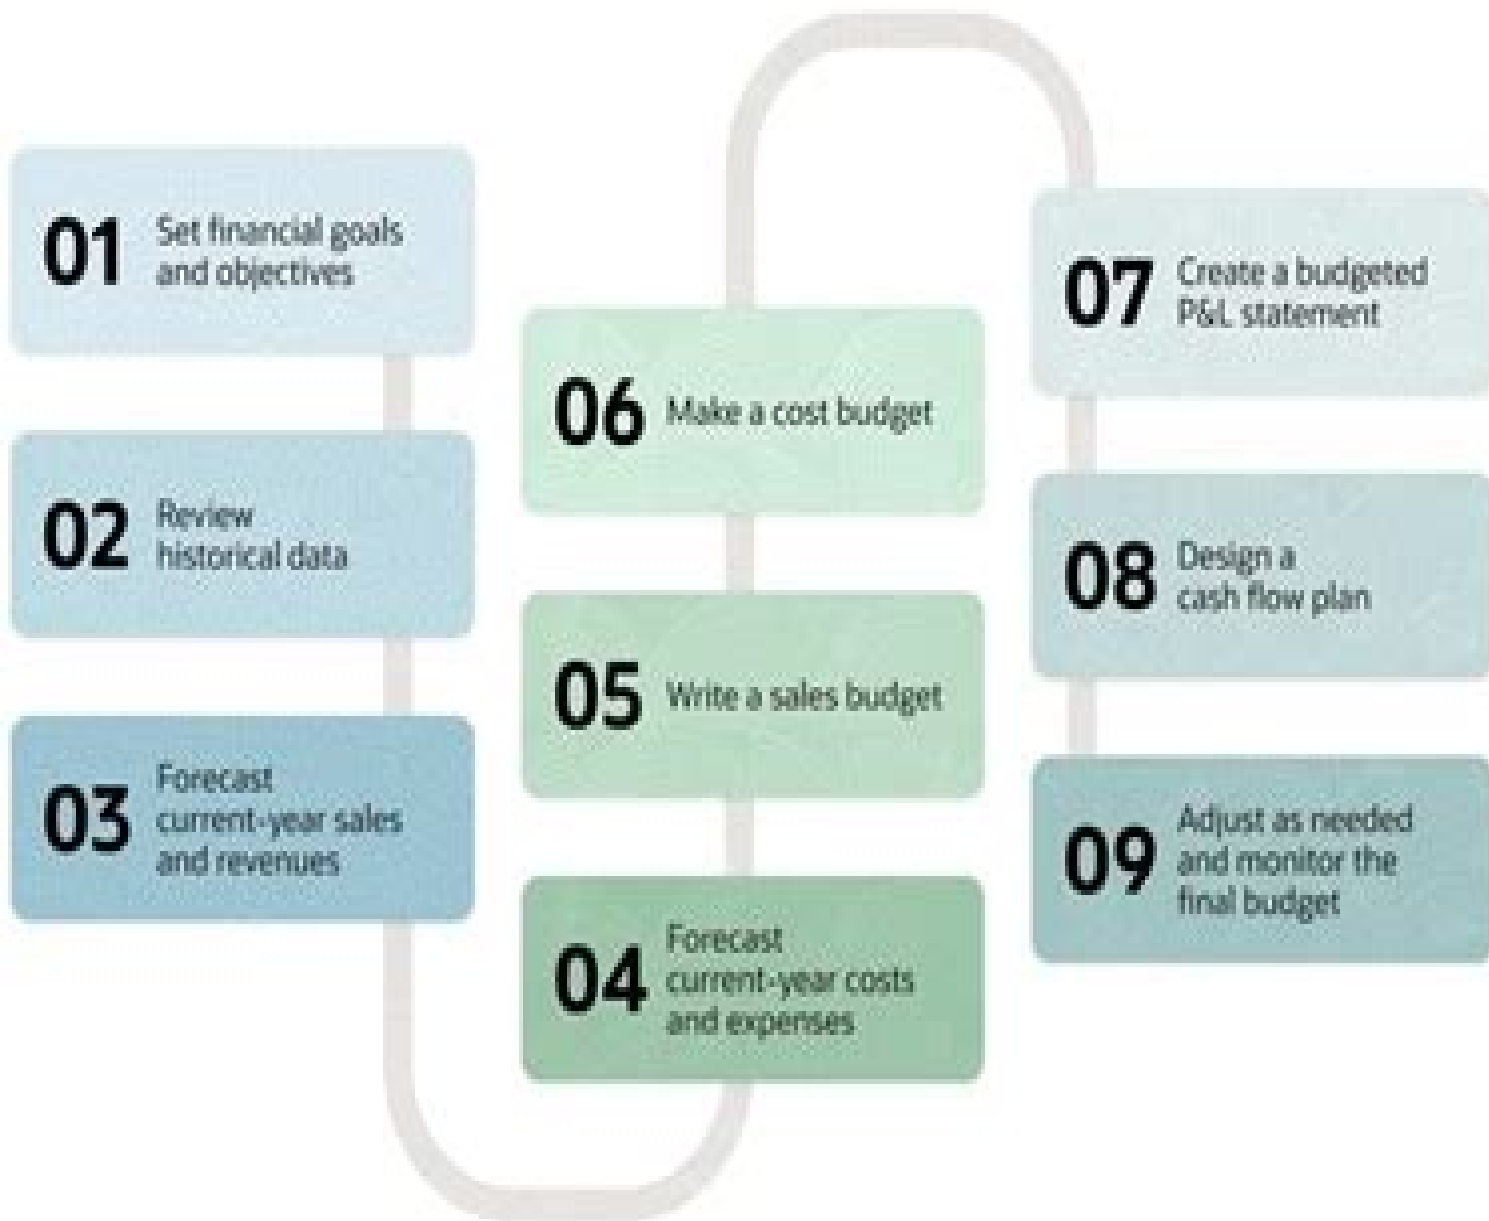 01
Set financial goals
and objectives
02
Review
historical data
03
Forecast
current-year sales
and revenues
04
Forecast
current-year costs
and expenses
05
Write a sales budget
06
Make a cost budget
07
Create a budgeted
P&L statement
08
Design a
cash flow plan
09
Adjust as needed
and monitor the
final budget